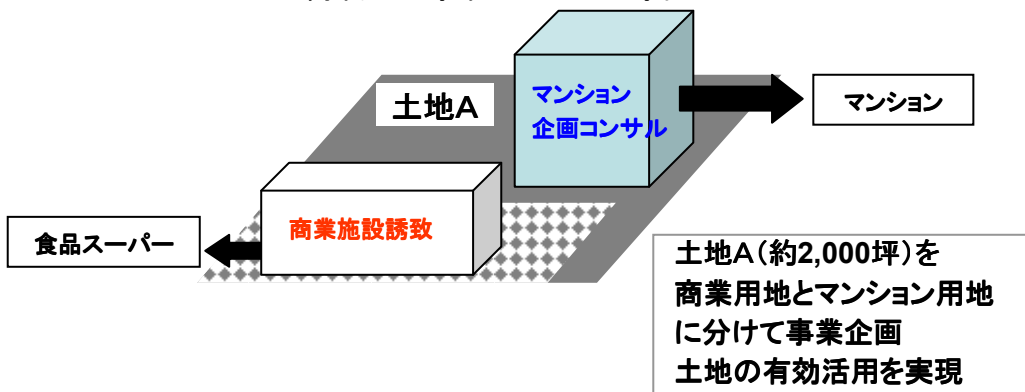 土地A
マンション
企画コンサル
マンション
商業施設誘致
食品スーパー
土地A(約2,000坪)を
商業用地とマンション用地
に分けて事業企画
土地の有効活用を実現